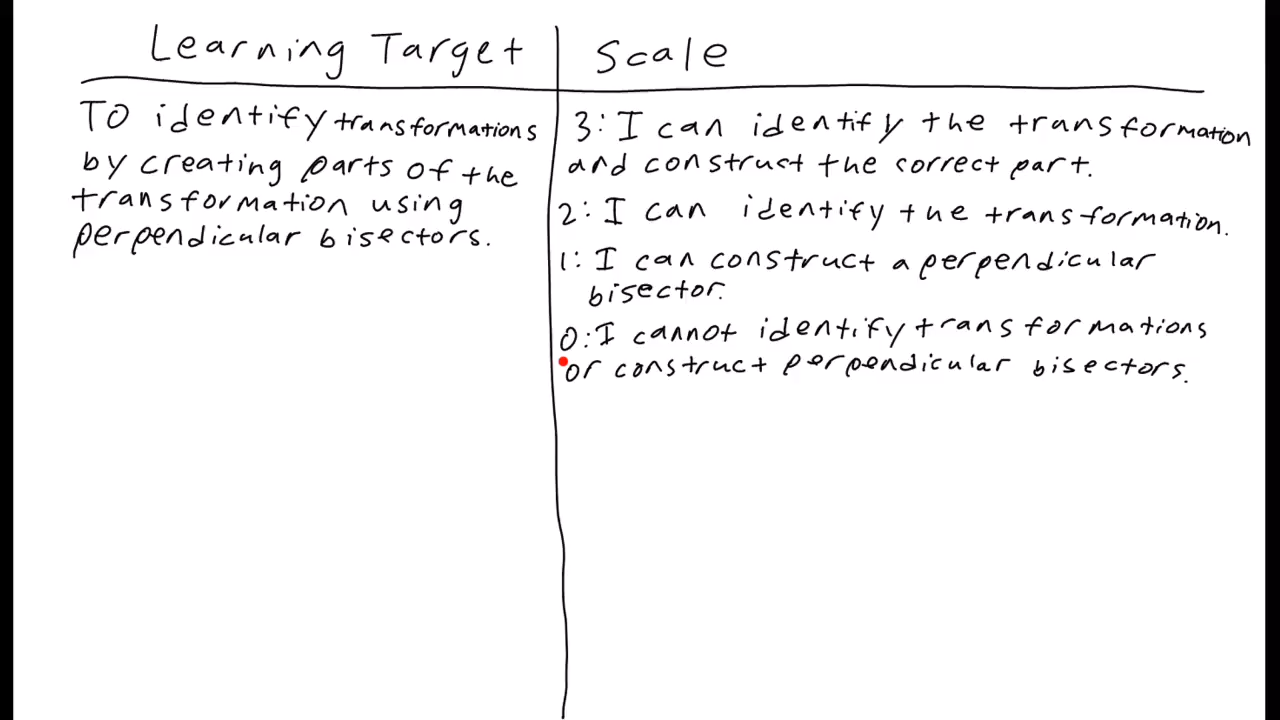 Learning Target
Scale
To identify transformations
by creating parts of the
transformation using
perpendicular bisectors.
3: I can identify the transformation
and construct the correct part.
2: I can identify the transformation.
1: I can construct a perpendicular
bisector.
0: I cannot identify transformations
or construct perpendicular bisectors.